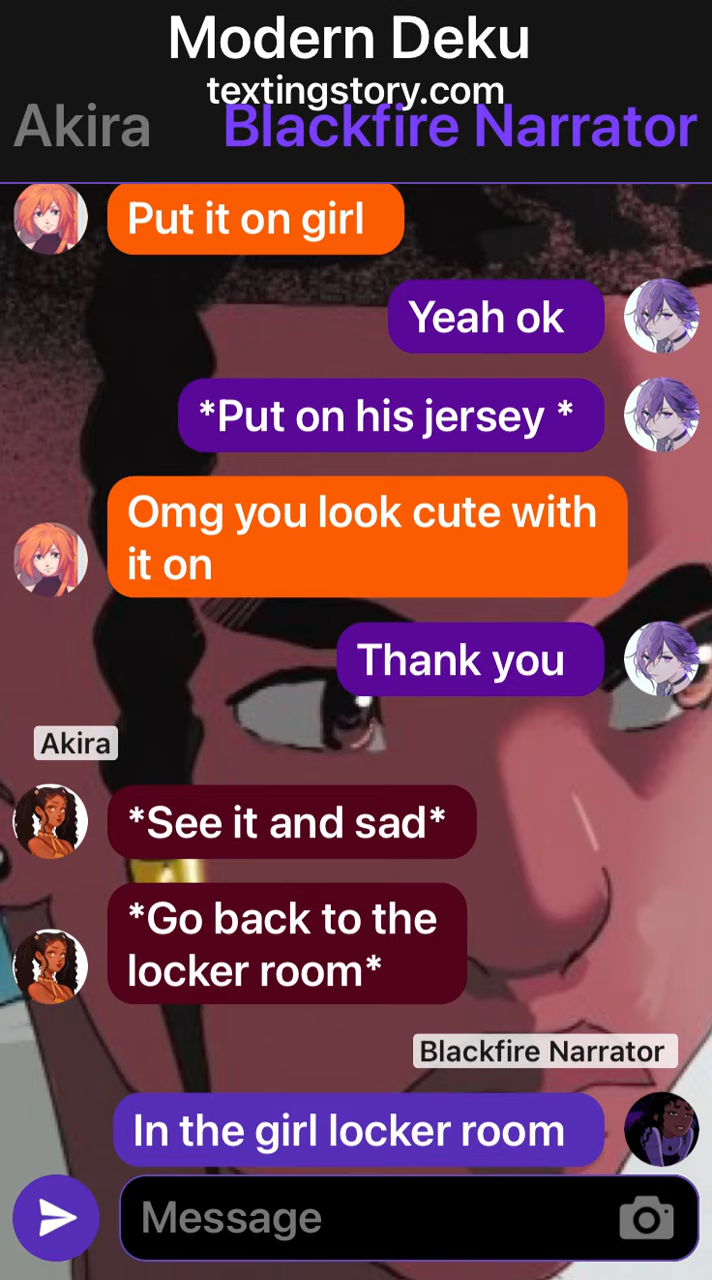 Modern Deku
textingstory.com
Akira
Blackfire Narrator
Put it on girl
Yeah ok
*Put on his jersey *
Omg you look cute with
it on
Thank you
Akira
*See it and sad*
*Go back to the
locker room*
Blackfire Narrator
In the girl locker room
Message